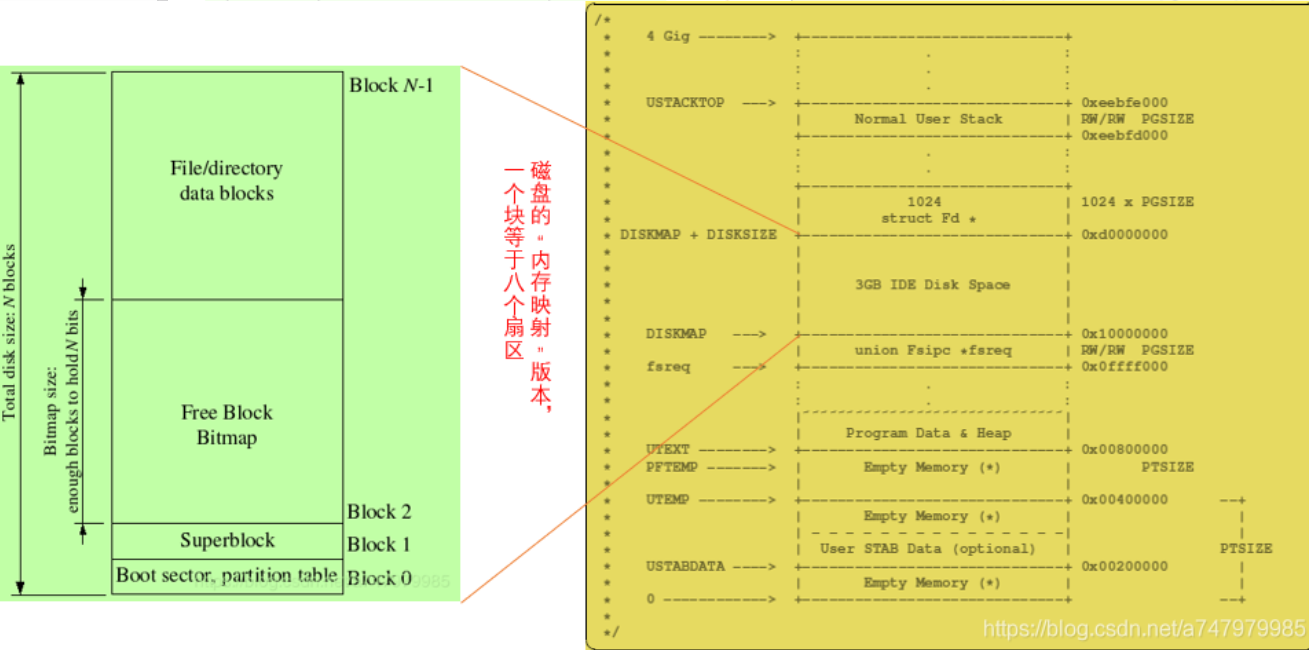 Block N-1
File/directory
data blocks
Total disk size: N blocks
Bitmap size:
enough blocks to hold N bits
Free Block
Bitmap
Block 2
Superblock
Block 1
Boot sector, partition table
Block 0
磁盘的“内存映射”版本,
一个块等于八个扇区
/*
* 4 Gig --------> +------------------------------+
* : . :
* : . :
* : . :
* USTACKTOP ---> +------------------------------+ 0xeebfe000
* | Normal User Stack | RW/RW PGSIZE
* +------------------------------+ 0xeebfd000
* : . :
* : . :
* +------------------------------+
* | 1024 | 1024 x PGSIZE
* | struct Fd * |
* DISKMAP + DISKSIZE +------------------------------+ 0xd0000000
* | |
* | |
* | 3GB IDE Disk Space |
* | |
* | |
* DISKMAP ---> +------------------------------+ 0x10000000
* | union Fsipc *fsreq | RW/RW PGSIZE
* fsreq ---> +------------------------------+ 0x0ffff000
* : . :
* : . :
* |~~~~~~~~~~~~~~~~~~~~~~~~~~~~~~|
* | Program Data & Heap |
* UTEXT --------> +------------------------------+ 0x00800000
* PFTEMP -------> | Empty Memory (*) | PTSIZE
* | |
* UTEMP --------> +------------------------------+ 0x00400000 --+
* | Empty Memory (*) | |
* | - - - - - - - - - - - - - - -| |
* | User STAB Data (optional) | PTSIZE
* USTABDATA ----> +------------------------------+ 0x00200000 |
* | Empty Memory (*) | |
* 0 ------------> +------------------------------+ --+
*
*/
https://blog.csdn.net/a747979985